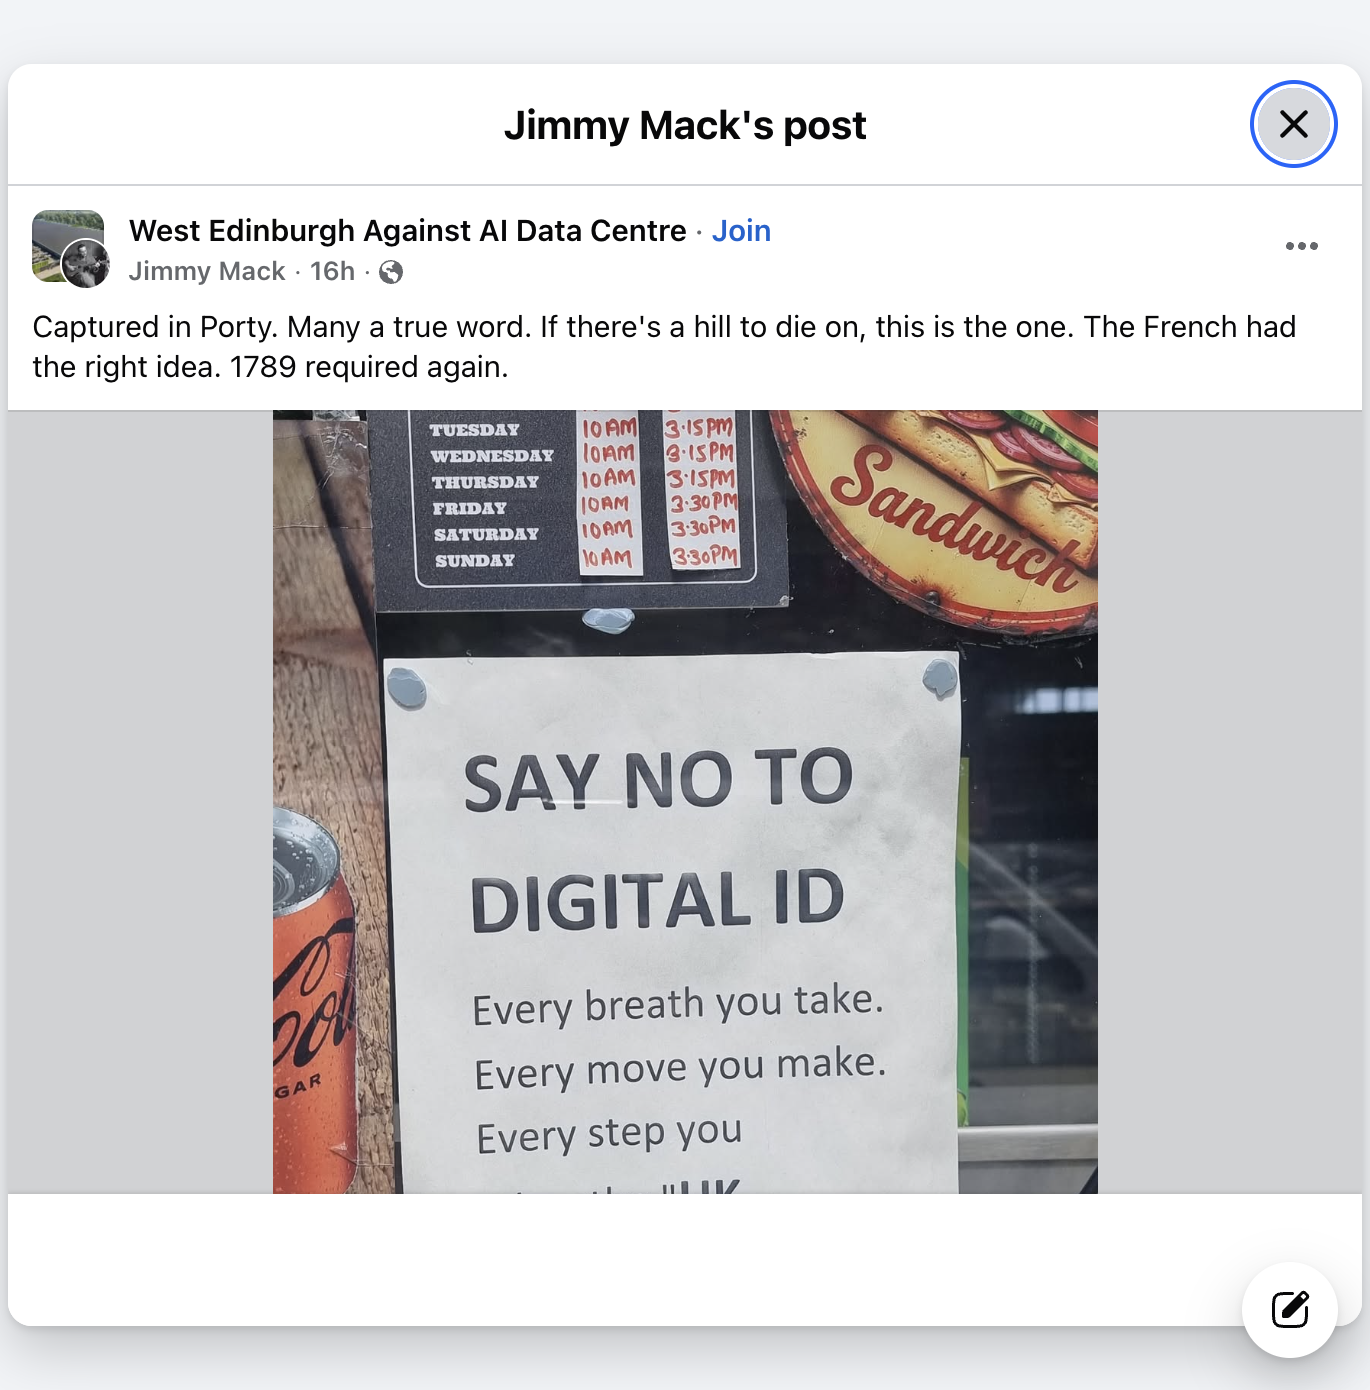 Jimmy Mack's post
West Edinburgh Against AI Data Centre · Join
Jimmy Mack · 16h ·
Captured in Porty. Many a true word. If there's a hill to die on, this is the one. The French had
the right idea. 1789 required again.
TUESDAY 10AM 3·15PM
WEDNESDAY 10AM 3·15PM
THURSDAY 10AM 3·15PM
FRIDAY 10AM 3·30PM
SATURDAY 10AM 3·30PM
SUNDAY 10AM 3·30PM
Sandwich
SAY NO TO
DIGITAL ID
Every breath you take.
Every move you make.
Every step you
"UK
GAR